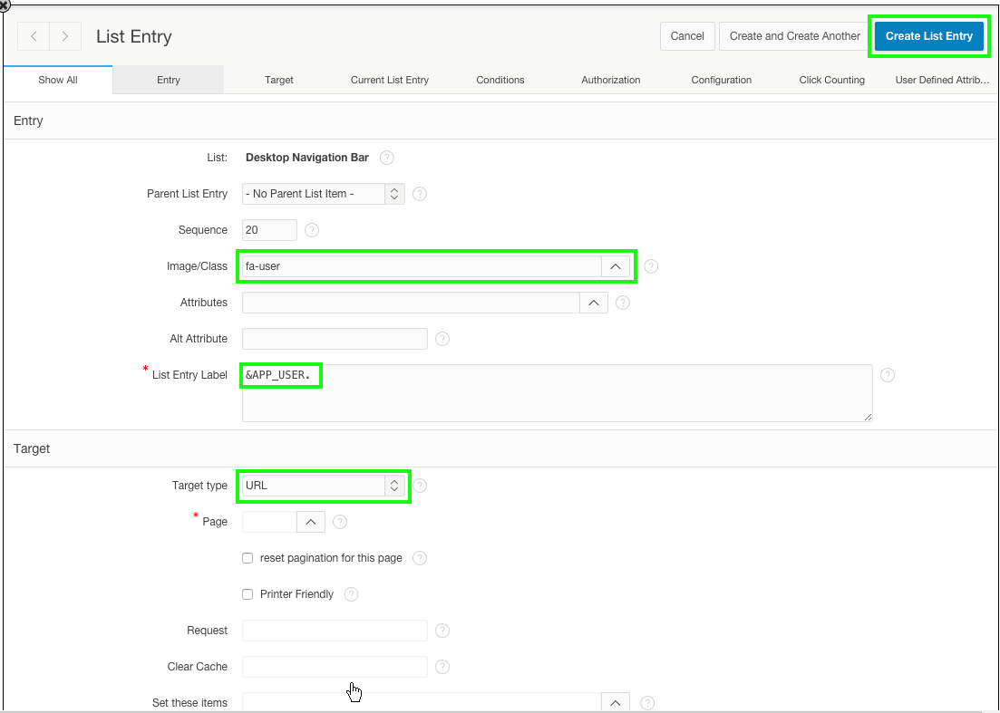 List Entry
Cancel
Create and Create Another
Create List Entry
Show All
Entry
Target
Current List Entry
Conditions
Authorization
Configuration
Click Counting
User Defined Attrib...
Entry
List: Desktop Navigation Bar ?
Parent List Entry - No Parent List Item - ?
Sequence 20 ?
Image/Class fa-user ?
Attributes ?
Alt Attribute ?
* List Entry Label &APP_USER. ?
Target
Target type URL ?
* Page ?
reset pagination for this page ?
Printer Friendly ?
Request ?
Clear Cache ?
Set these items ?